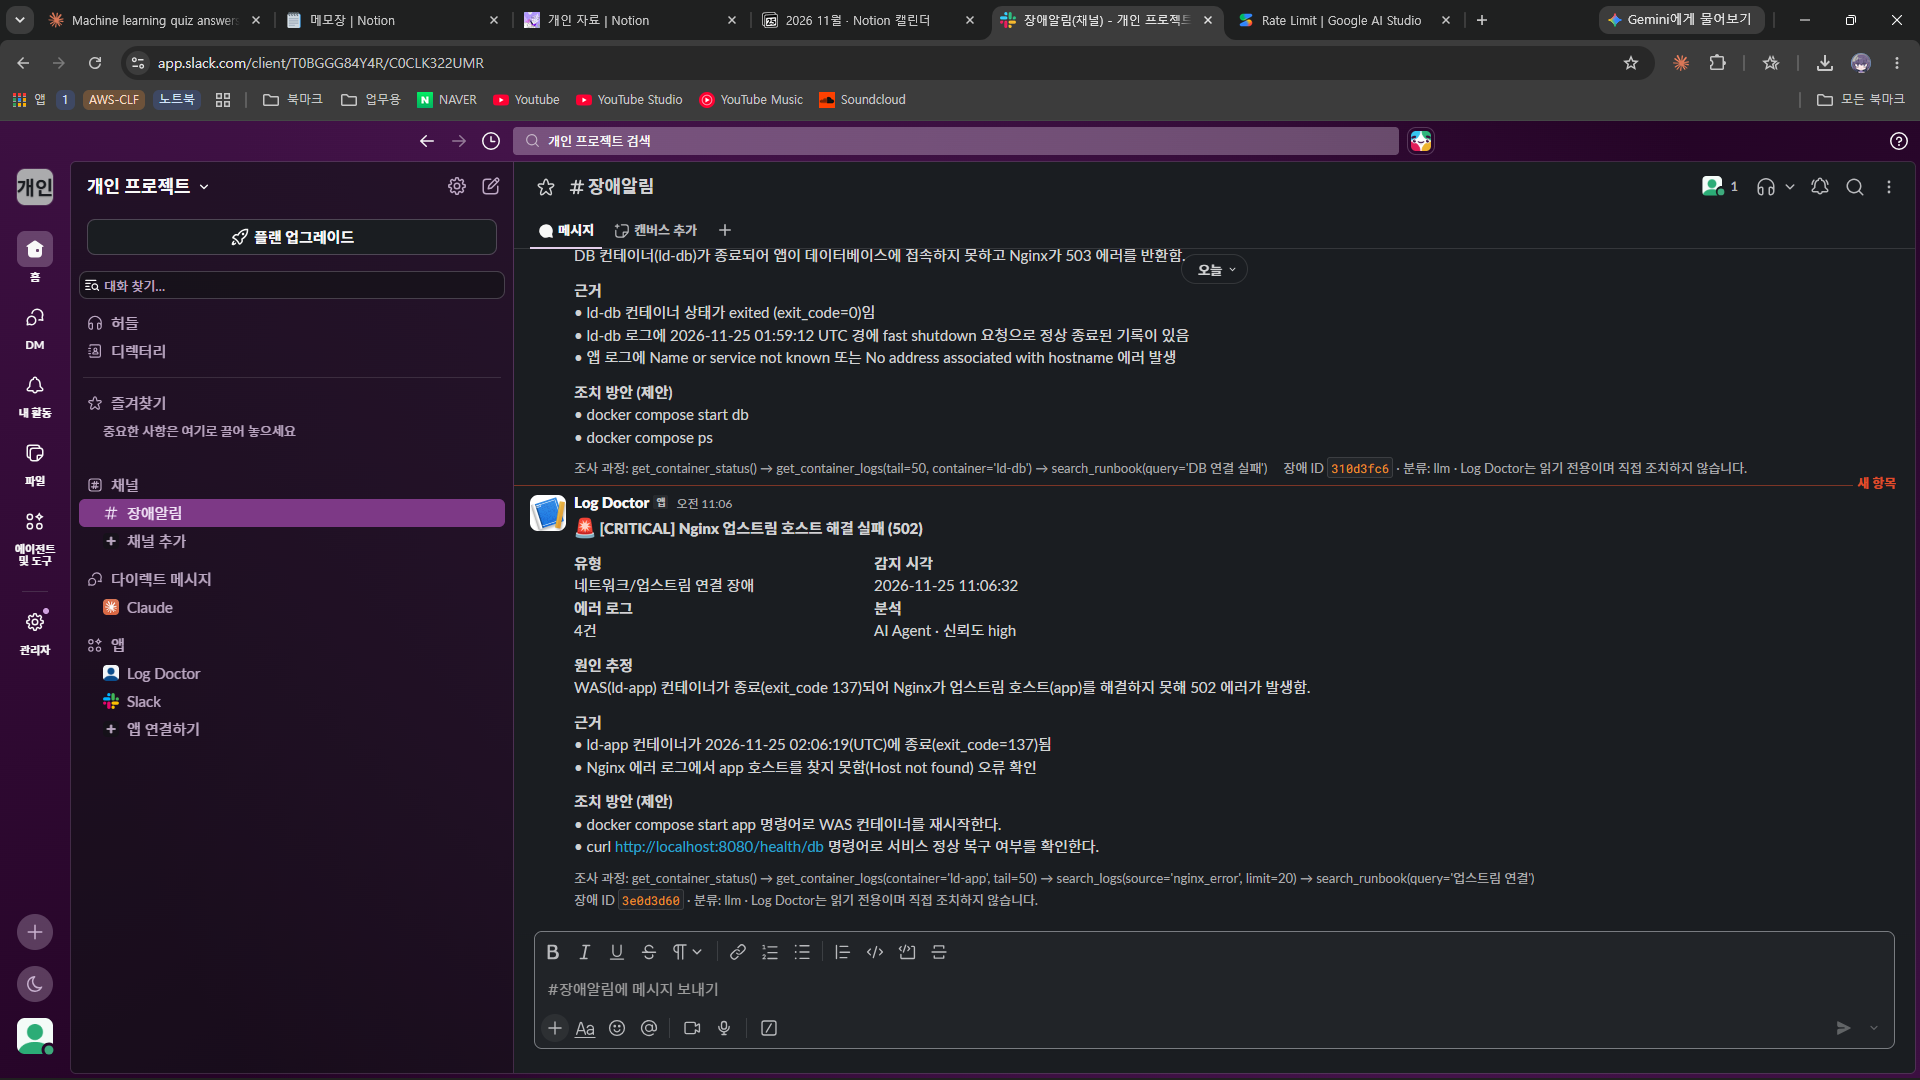 Machine learning quiz answers
메모장 | Notion
개인 자료 | Notion
2026 11월 · Notion 캘린더
장애알림(채널) - 개인 프로젝트
Rate Limit | Google AI Studio
Gemini에게 물어보기
app.slack.com/client/T0BGGG84Y4R/C0CLK322UMR
앱
1
AWS-CLF
노트북
북마크
업무용
NAVER
Youtube
YouTube Studio
YouTube Music
Soundcloud
모든 북마크
개인 프로젝트 검색
개인
홈
DM
내 활동
파일
에이전트
및 도구
관리자
개인 프로젝트
플랜 업그레이드
대화 찾기...
허들
디렉터리
즐겨찾기
중요한 사항은 여기로 끌어 놓으세요
채널
# 장애알림
+ 채널 추가
다이렉트 메시지
Claude
앱
Log Doctor
Slack
+ 앱 연결하기
# 장애알림
1
메시지
캔버스 추가
오늘
DB 컨테이너(ld-db)가 종료되어 앱이 데이터베이스에 접속하지 못하고 Nginx가 503 에러를 반환함.
근거
• ld-db 컨테이너 상태가 exited (exit_code=0)임
• ld-db 로그에 2026-11-25 01:59:12 UTC 경에 fast shutdown 요청으로 정상 종료된 기록이 있음
• 앱 로그에 Name or service not known 또는 No address associated with hostname 에러 발생
조치 방안 (제안)
• docker compose start db
• docker compose ps
조사 과정: get_container_status() → get_container_logs(tail=50, container='ld-db') → search_runbook(query='DB 연결 실패') 장애 ID 310d3fc6 · 분류: llm · Log Doctor는 읽기 전용이며 직접 조치하지 않습니다.
새 항목
Log Doctor 앱 오전 11:06
[CRITICAL] Nginx 업스트림 호스트 해결 실패 (502)
유형 감지 시각
네트워크/업스트림 연결 장애 2026-11-25 11:06:32
에러 로그 분석
4건 AI Agent · 신뢰도 high
원인 추정
WAS(ld-app) 컨테이너가 종료(exit_code 137)되어 Nginx가 업스트림 호스트(app)를 해결하지 못해 502 에러가 발생함.
근거
• ld-app 컨테이너가 2026-11-25 02:06:19(UTC)에 종료(exit_code=137)됨
• Nginx 에러 로그에서 app 호스트를 찾지 못함(Host not found) 오류 확인
조치 방안 (제안)
• docker compose start app 명령어로 WAS 컨테이너를 재시작한다.
• curl http://localhost:8080/health/db 명령어로 서비스 정상 복구 여부를 확인한다.
조사 과정: get_container_status() → get_container_logs(container='ld-app', tail=50) → search_logs(source='nginx_error', limit=20) → search_runbook(query='업스트림 연결')
장애 ID 3e0d3d60 · 분류: llm · Log Doctor는 읽기 전용이며 직접 조치하지 않습니다.
#장애알림에 메시지 보내기